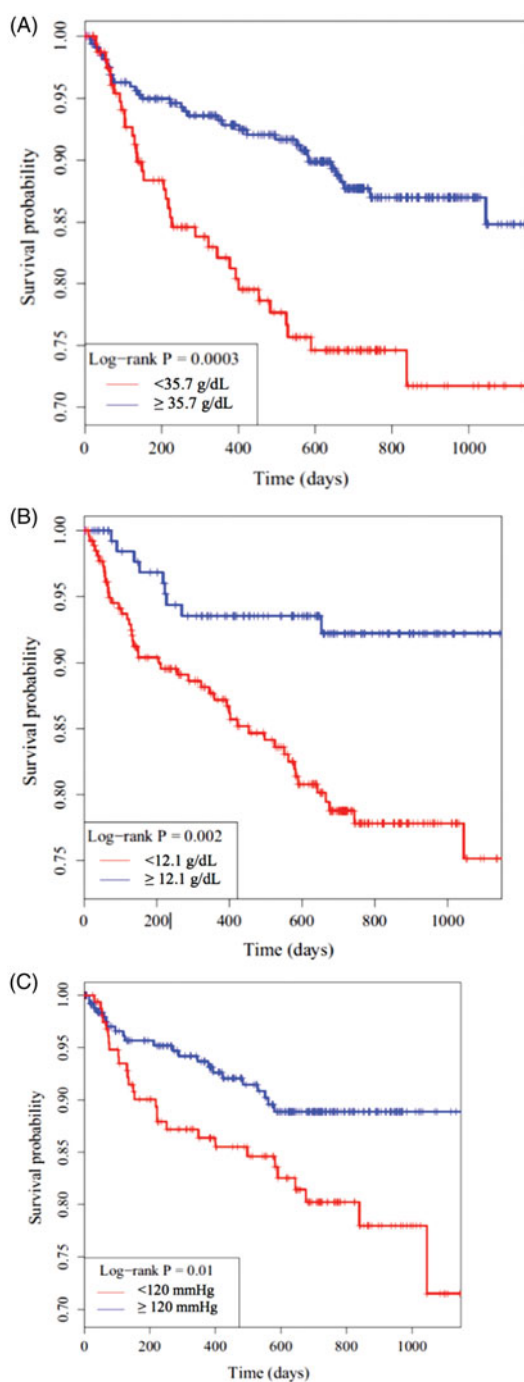 (A)
Survival probability
1.00
0.95
0.90
0.85
0.80
0.75
0.70
Log-rank P = 0.0003
<35.7 g/dL
≥ 35.7 g/dL
0 200 400 600 800 1000
Time (days)
(B)
Survival probability
1.00
0.95
0.90
0.85
0.80
0.75
Log-rank P = 0.002
<12.1 g/dL
≥ 12.1 g/dL
0 200 400 600 800 1000
Time (days)
(C)
Survival probability
1.00
0.95
0.90
0.85
0.80
0.75
0.70
Log-rank P = 0.01
<120 mmHg
≥ 120 mmHg
0 200 400 600 800 1000
Time (days)